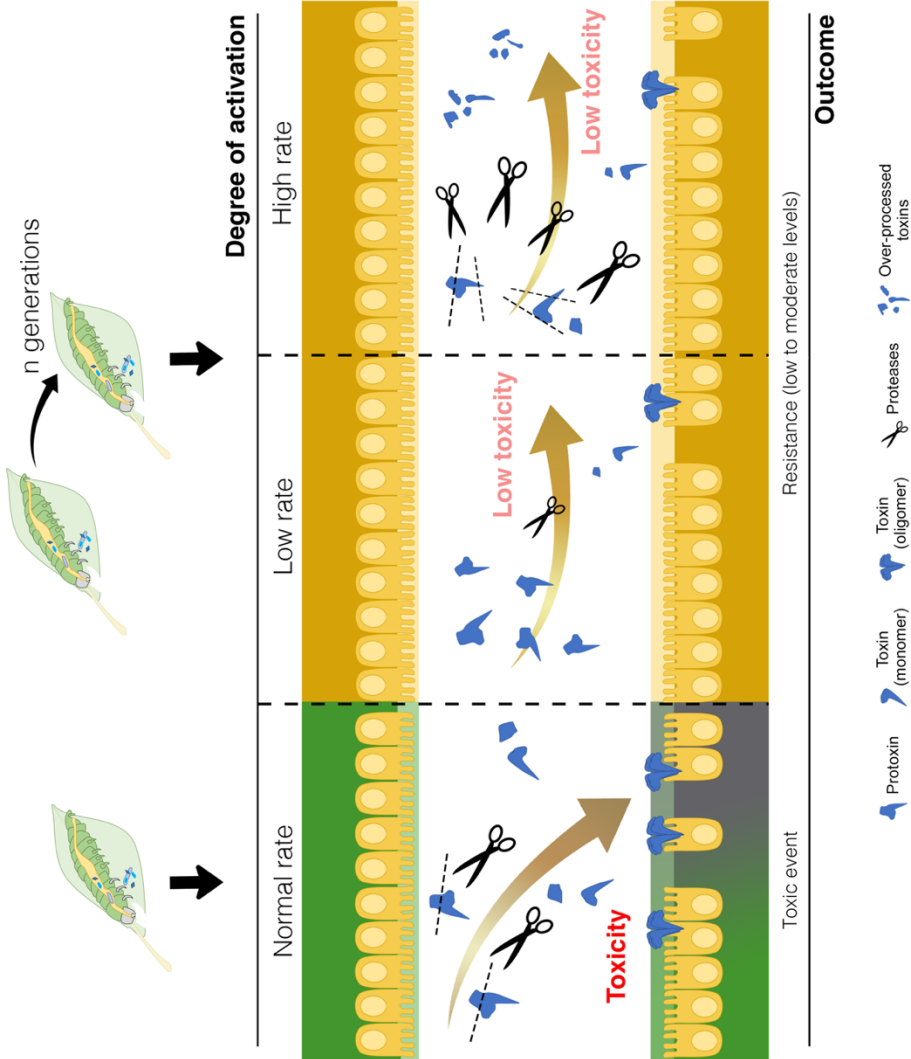 n generations
Degree of activation
Normal rate
Low rate
High rate
Toxicity
Low toxicity
Low toxicity
Toxic event
Resistance (low to moderate levels)
Outcome
Protoxin
Toxin
(monomer)
Toxin
(oligomer)
Proteases
Over-processed
toxins